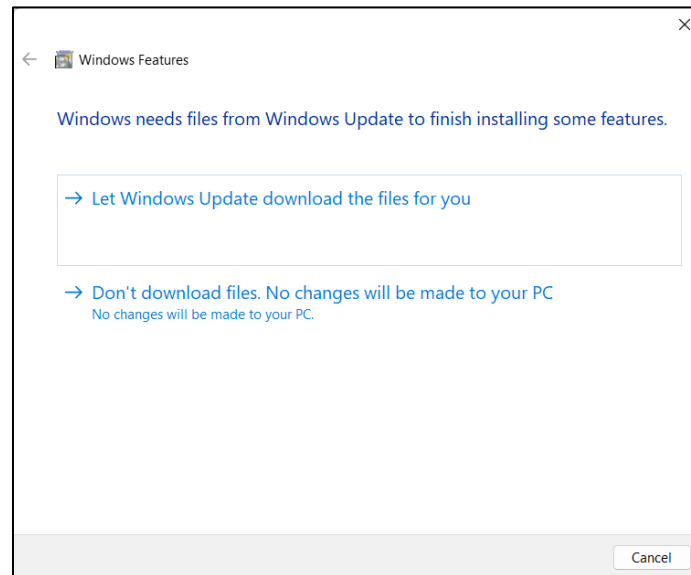 Windows Features
Windows needs files from Windows Update to finish installing some features.
Let Windows Update download the files for you
Don't download files. No changes will be made to your PC
No changes will be made to your PC.
Cancel